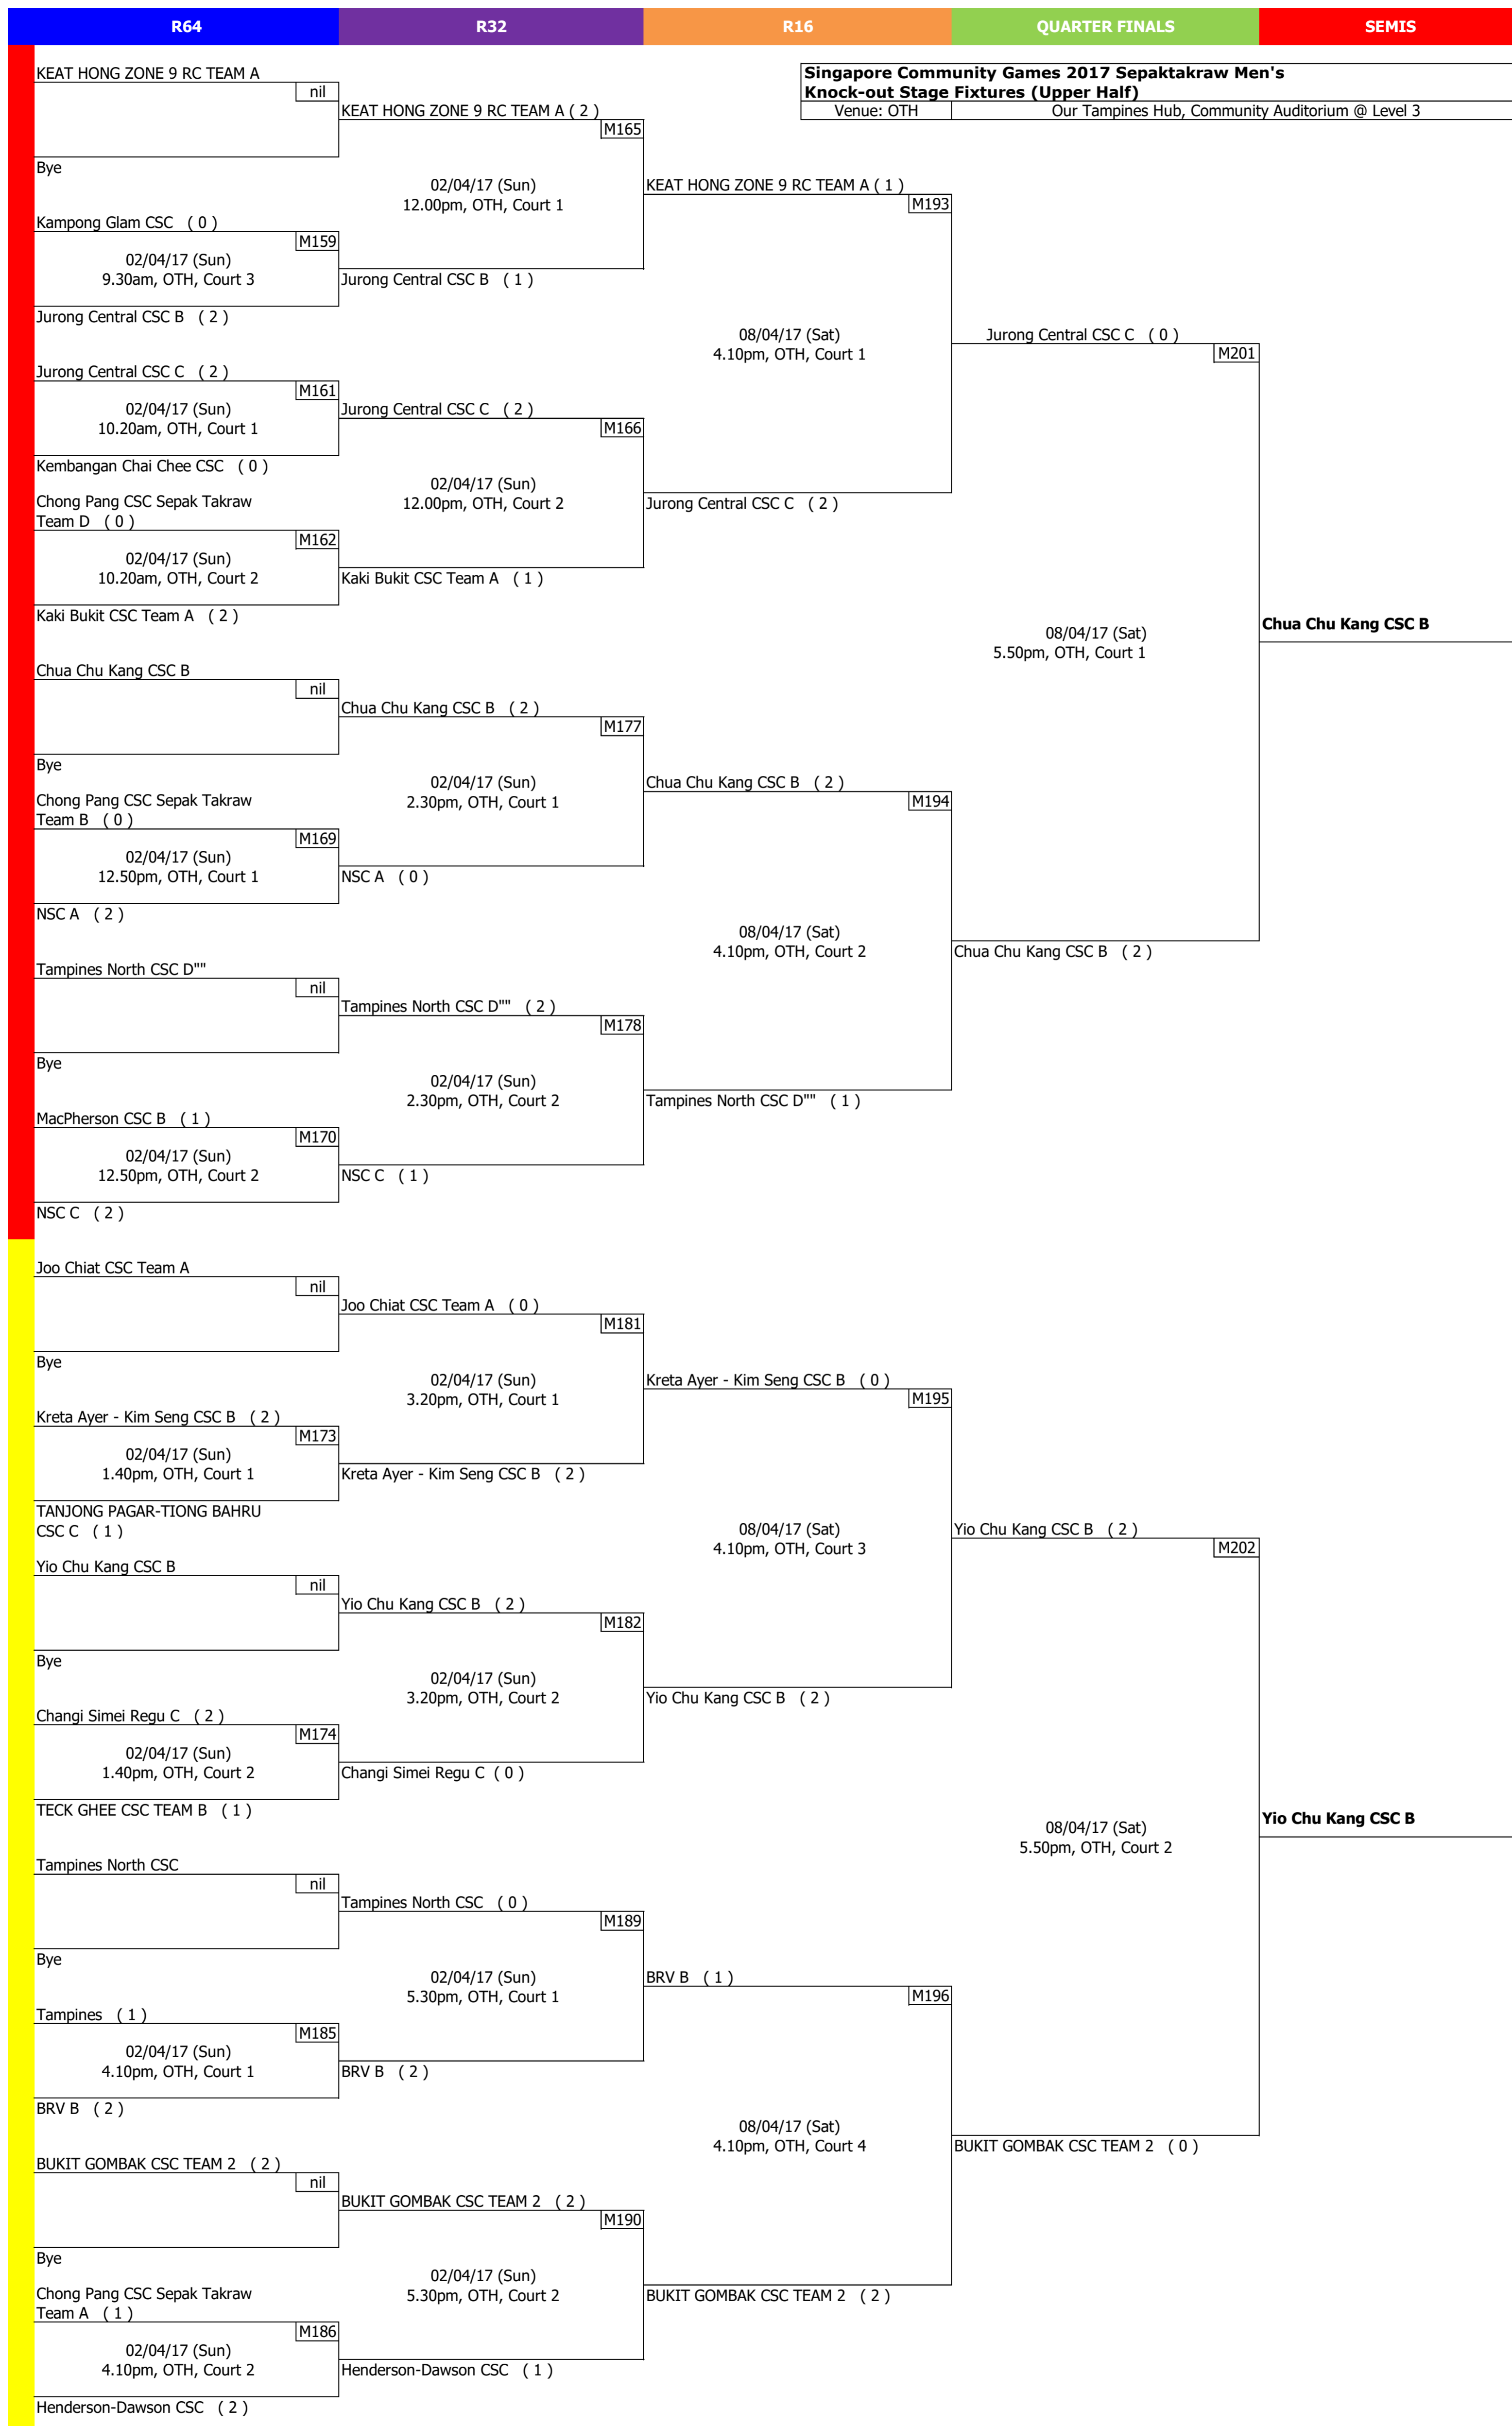 R64
R32
R16
QUARTER FINALS
SEMIS
Singapore Community Games 2017 Sepaktakraw Men's
Knock-out Stage Fixtures (Upper Half)
Venue: OTH
Our Tampines Hub, Community Auditorium @ Level 3
KEAT HONG ZONE 9 RC TEAM A
nil
KEAT HONG ZONE 9 RC TEAM A ( 2 )
M165
Bye
02/04/17 (Sun)
12.00pm, OTH, Court 1
KEAT HONG ZONE 9 RC TEAM A ( 1 )
M193
Kampong Glam CSC ( 0 )
M159
02/04/17 (Sun)
9.30am, OTH, Court 3
Jurong Central CSC B ( 1 )
Jurong Central CSC B ( 2 )
08/04/17 (Sat)
4.10pm, OTH, Court 1
Jurong Central CSC C ( 0 )
M201
Jurong Central CSC C ( 2 )
M161
02/04/17 (Sun)
10.20am, OTH, Court 1
Jurong Central CSC C ( 2 )
M166
Kembangan Chai Chee CSC ( 0 )
02/04/17 (Sun)
12.00pm, OTH, Court 2
Jurong Central CSC C ( 2 )
Chong Pang CSC Sepak Takraw
Team D ( 0 )
M162
02/04/17 (Sun)
10.20am, OTH, Court 2
Kaki Bukit CSC Team A ( 1 )
Kaki Bukit CSC Team A ( 2 )
08/04/17 (Sat)
5.50pm, OTH, Court 1
Chua Chu Kang CSC B
Chua Chu Kang CSC B
nil
Chua Chu Kang CSC B ( 2 )
M177
Bye
02/04/17 (Sun)
2.30pm, OTH, Court 1
Chua Chu Kang CSC B ( 2 )
M194
Chong Pang CSC Sepak Takraw
Team B ( 0 )
M169
02/04/17 (Sun)
12.50pm, OTH, Court 1
NSC A ( 0 )
NSC A ( 2 )
08/04/17 (Sat)
4.10pm, OTH, Court 2
Chua Chu Kang CSC B ( 2 )
Tampines North CSC D""
nil
Tampines North CSC D"" ( 2 )
M178
Bye
02/04/17 (Sun)
2.30pm, OTH, Court 2
Tampines North CSC D"" ( 1 )
MacPherson CSC B ( 1 )
M170
02/04/17 (Sun)
12.50pm, OTH, Court 2
NSC C ( 1 )
NSC C ( 2 )
Joo Chiat CSC Team A
nil
Joo Chiat CSC Team A ( 0 )
M181
Bye
02/04/17 (Sun)
3.20pm, OTH, Court 1
Kreta Ayer - Kim Seng CSC B ( 0 )
M195
Kreta Ayer - Kim Seng CSC B ( 2 )
M173
02/04/17 (Sun)
1.40pm, OTH, Court 1
Kreta Ayer - Kim Seng CSC B ( 2 )
TANJONG PAGAR-TIONG BAHRU
CSC C ( 1 )
08/04/17 (Sat)
4.10pm, OTH, Court 3
Yio Chu Kang CSC B ( 2 )
M202
Yio Chu Kang CSC B
nil
Yio Chu Kang CSC B ( 2 )
M182
Bye
02/04/17 (Sun)
3.20pm, OTH, Court 2
Yio Chu Kang CSC B ( 2 )
Changi Simei Regu C ( 2 )
M174
02/04/17 (Sun)
1.40pm, OTH, Court 2
Changi Simei Regu C ( 0 )
TECK GHEE CSC TEAM B ( 1 )
08/04/17 (Sat)
5.50pm, OTH, Court 2
Yio Chu Kang CSC B
Tampines North CSC
nil
Tampines North CSC ( 0 )
M189
Bye
02/04/17 (Sun)
5.30pm, OTH, Court 1
BRV B ( 1 )
M196
Tampines ( 1 )
M185
02/04/17 (Sun)
4.10pm, OTH, Court 1
BRV B ( 2 )
BRV B ( 2 )
08/04/17 (Sat)
4.10pm, OTH, Court 4
BUKIT GOMBAK CSC TEAM 2 ( 0 )
BUKIT GOMBAK CSC TEAM 2 ( 2 )
nil
BUKIT GOMBAK CSC TEAM 2 ( 2 )
M190
Bye
02/04/17 (Sun)
5.30pm, OTH, Court 2
BUKIT GOMBAK CSC TEAM 2 ( 2 )
Chong Pang CSC Sepak Takraw
Team A ( 1 )
M186
02/04/17 (Sun)
4.10pm, OTH, Court 2
Henderson-Dawson CSC ( 1 )
Henderson-Dawson CSC ( 2 )